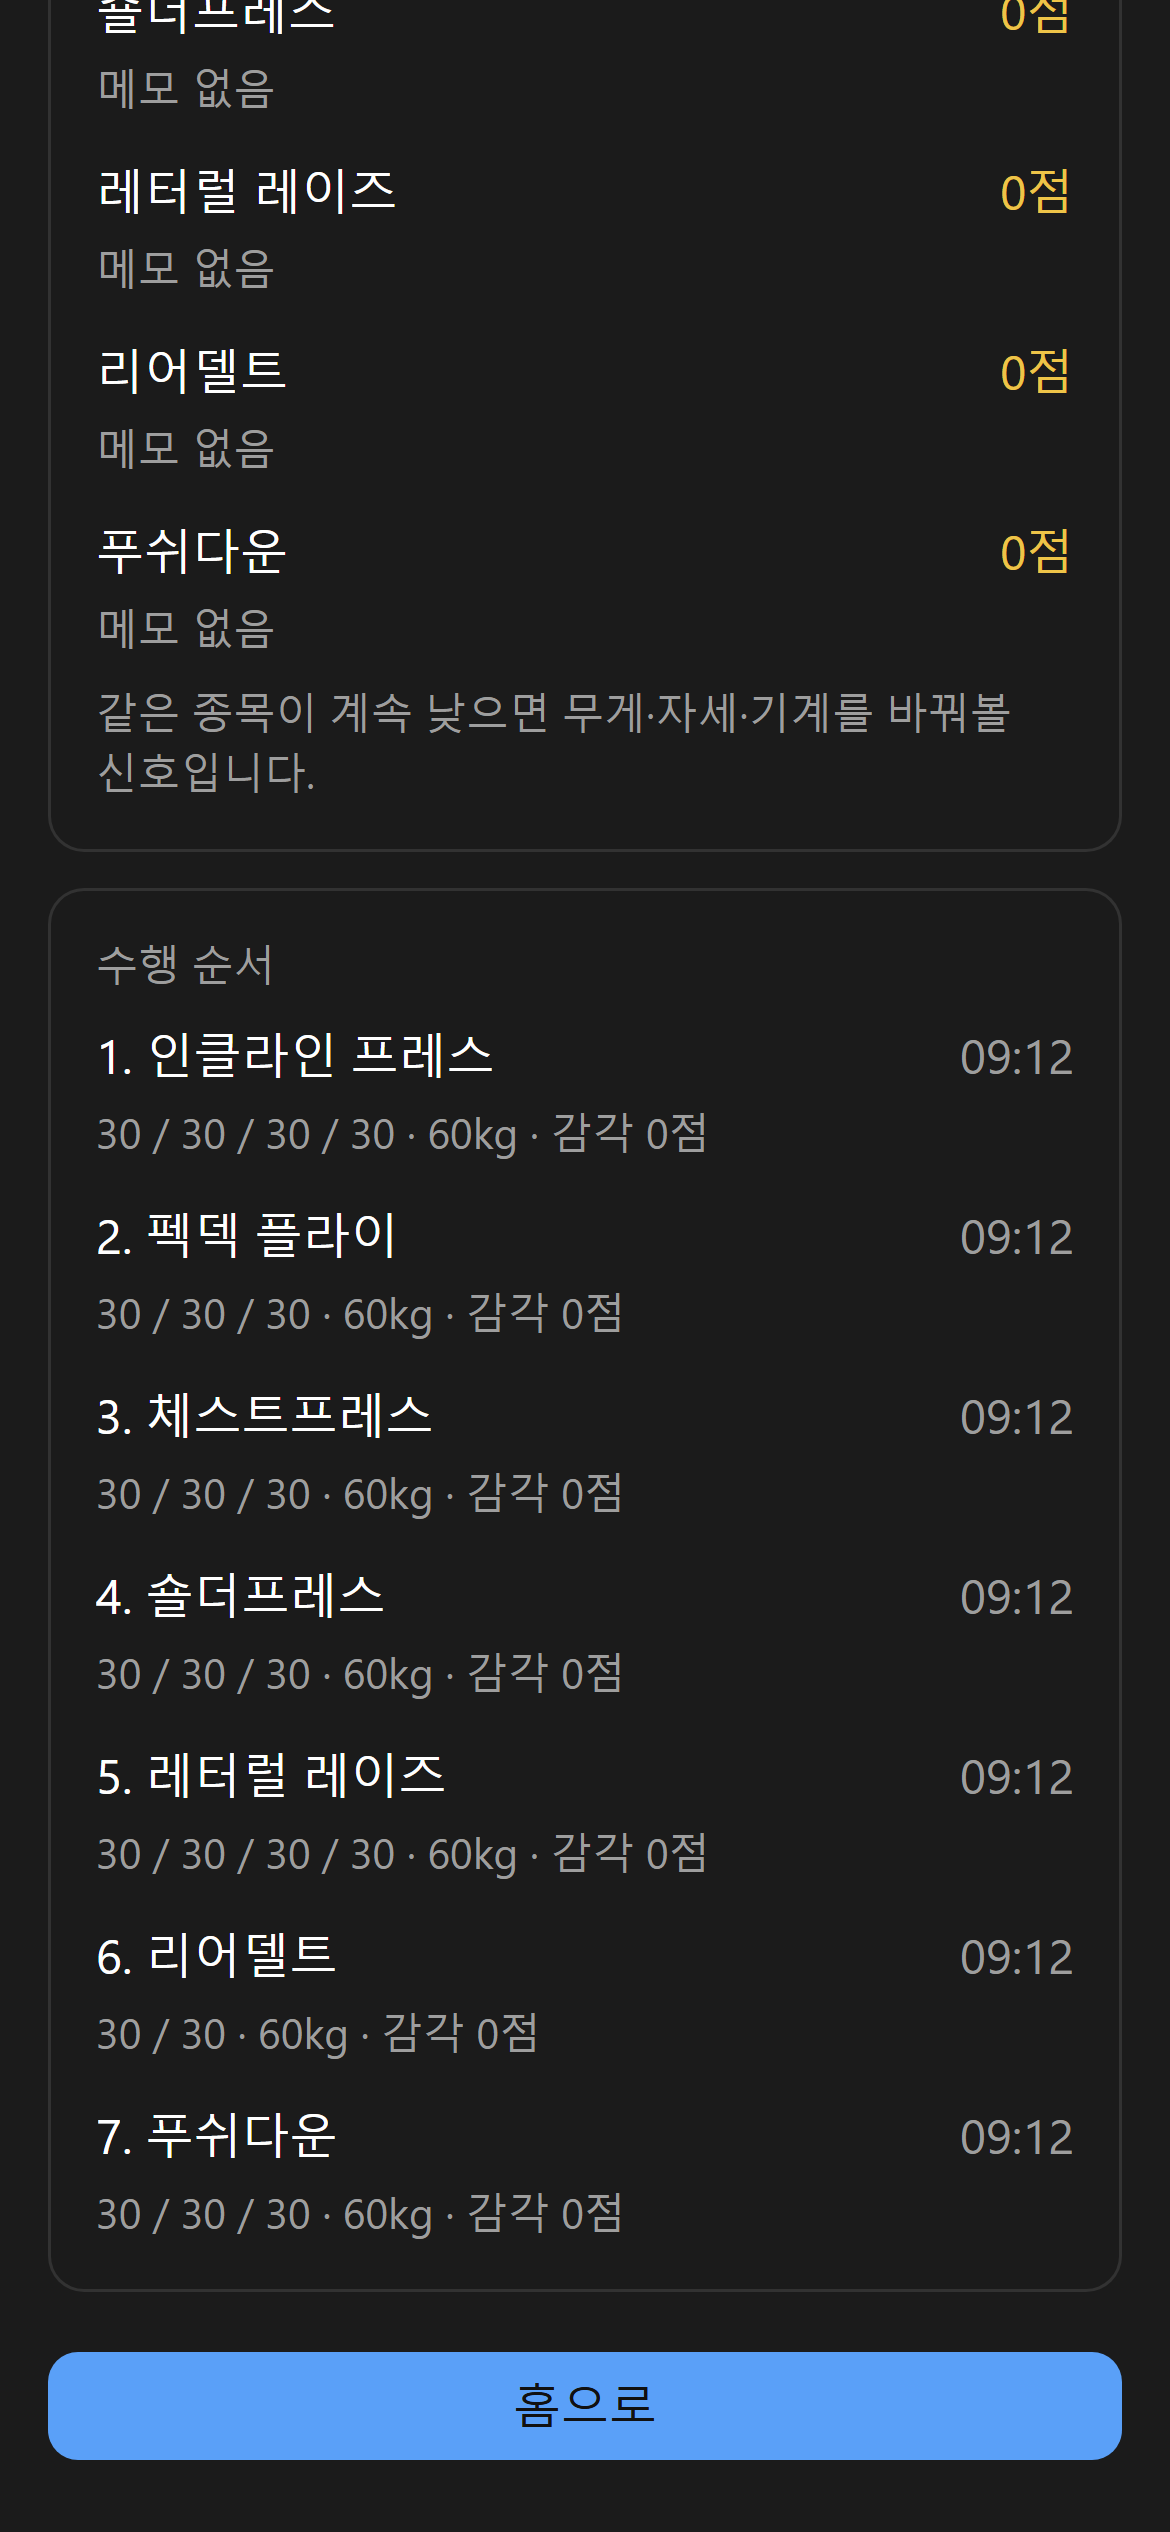 숄더프레스 0점
메모 없음
레터럴 레이즈 0점
메모 없음
리어델트 0점
메모 없음
푸쉬다운 0점
메모 없음
같은 종목이 계속 낮으면 무게·자세·기계를 바꿔볼
신호입니다.
수행 순서
1. 인클라인 프레스 09:12
30 / 30 / 30 / 30 · 60kg · 감각 0점
2. 펙덱 플라이 09:12
30 / 30 / 30 · 60kg · 감각 0점
3. 체스트프레스 09:12
30 / 30 / 30 · 60kg · 감각 0점
4. 숄더프레스 09:12
30 / 30 / 30 · 60kg · 감각 0점
5. 레터럴 레이즈 09:12
30 / 30 / 30 / 30 · 60kg · 감각 0점
6. 리어델트 09:12
30 / 30 · 60kg · 감각 0점
7. 푸쉬다운 09:12
30 / 30 / 30 · 60kg · 감각 0점
홈으로